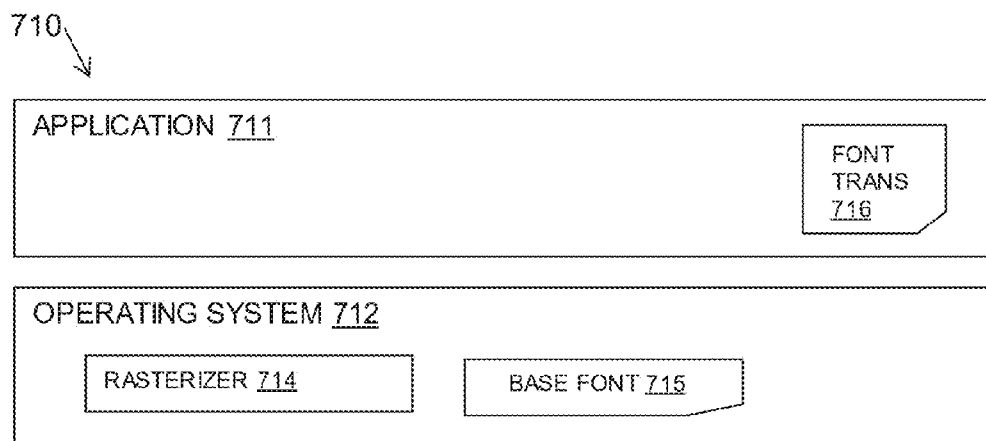 710
APPLICATION 711
FONT
TRANS
716
OPERATING SYSTEM 712
RASTERIZER 714
BASE FONT 715